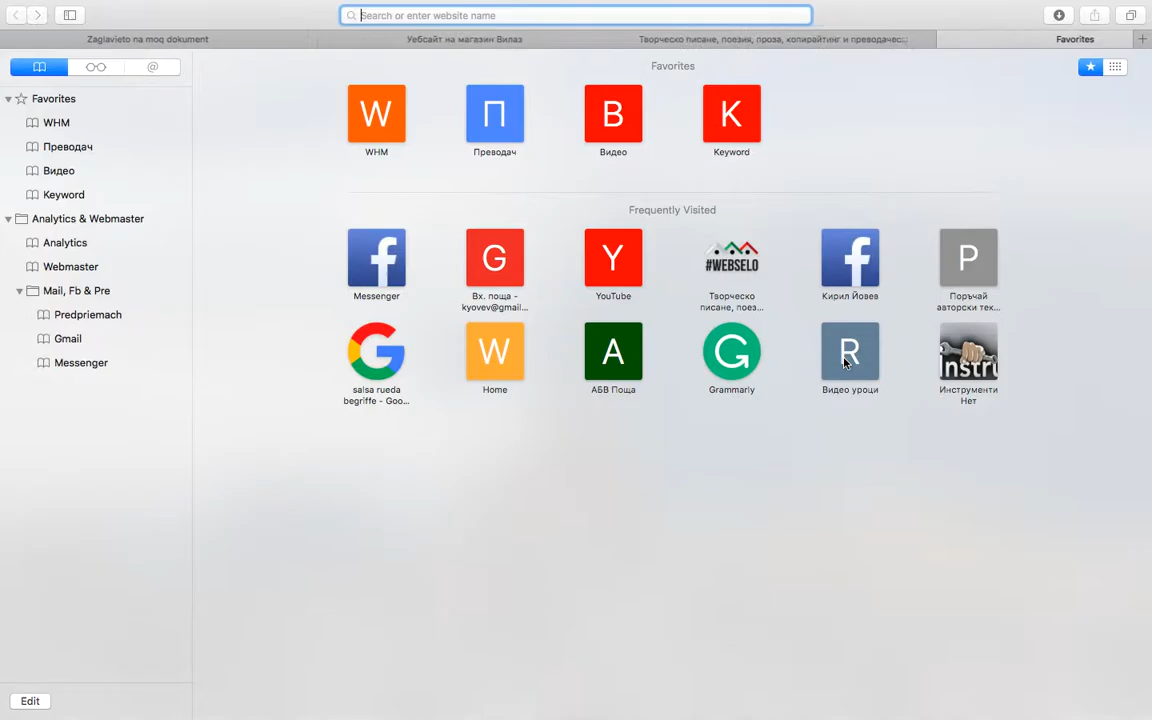 Search or enter website name
Zaglavieto na moq dokument
Уебсайт на магазин Вилаз
Творческо писане, поезия, проза, копирайтинг и преводачес...
Favorites
@
Favorites
WHM
Преводач
Видео
Keyword
Analytics & Webmaster
Analytics
Webmaster
Mail, Fb & Pre
Predpriemach
Gmail
Messenger
Edit
Favorites
W
П
В
K
WHM
Преводач
Видео
Keyword
Frequently Visited
f
G
Y
#WEBSELO
f
P
Messenger
Вх. поща -
kyovev@gmail...
YouTube
Творческо
писане, поез...
Кирил Йовев
Поръчай
авторски тек...
G
W
А
G
R
Instru
salsa rueda
begriffe - Goo...
Home
АБВ Поща
Grammarly
Видео уроци
Инструменти
Нет